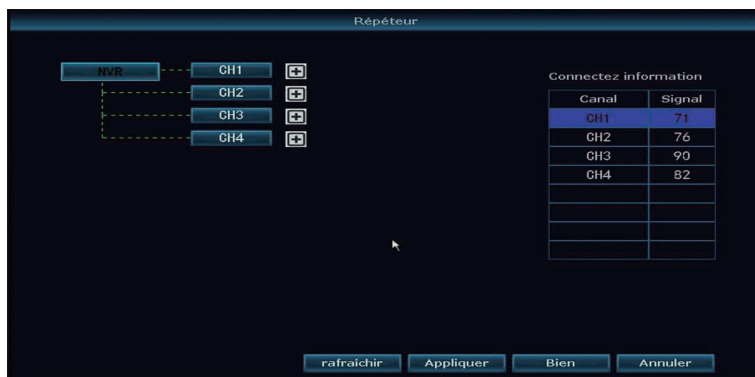 Répéteur
NVR CH1
CH2
CH3
CH4
Connectez information
Canal Signal
CH1 71
CH2 76
CH3 90
CH4 82
rafraichir Appliquer Bien Annuler